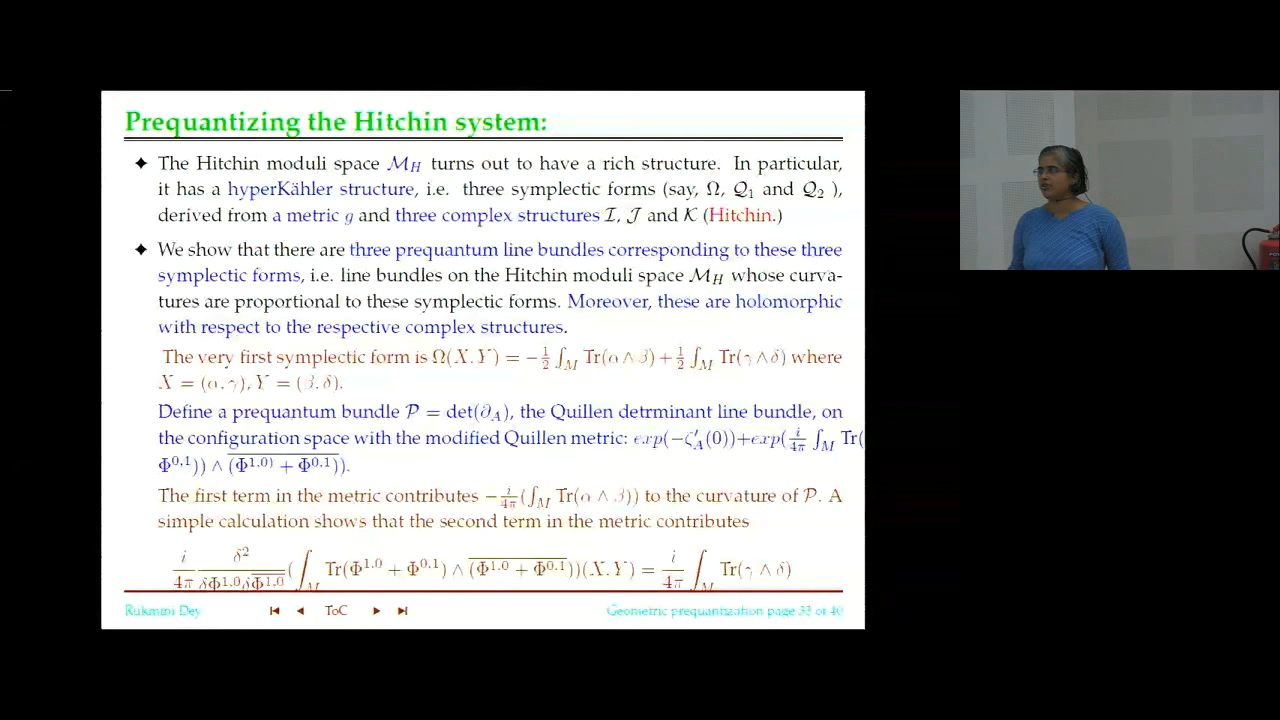 Prequantizing the Hitchin system:
✦ The Hitchin moduli space ℳ_H turns out to have a rich structure. In particular,
it has a hyperKähler structure, i.e. three symplectic forms (say, Ω, 𝒬₁ and 𝒬₂ ),
derived from a metric g and three complex structures ℐ, 𝒥 and 𝒦 (Hitchin.)
✦ We show that there are three prequantum line bundles corresponding to these three
symplectic forms, i.e. line bundles on the Hitchin moduli space ℳ_H whose curva-
tures are proportional to these symplectic forms. Moreover, these are holomorphic
with respect to the respective complex structures.
The very first symplectic form is Ω(X, Y) = −½ ∫_M Tr(α ∧ β) + ½ ∫_M Tr(γ ∧ δ) where
X = (α, γ), Y = (β, δ).
Define a prequantum bundle 𝒫 = det(∂_A), the Quillen detrminant line bundle, on
the configuration space with the modified Quillen metric: exp(−ζ′_A(0))+exp(i/4π ∫_M Tr(
Φ^{0,1})) ∧ \overline{(Φ^{1,0}) + Φ^{0,1})}).
The first term in the metric contributes −i/4π(∫_M Tr(α ∧ β)) to the curvature of 𝒫. A
simple calculation shows that the second term in the metric contributes
i/4π δ²/δΦ^{1,0}δ\overline{Φ^{1,0}} (∫_M Tr(Φ^{1,0} + Φ^{0,1}) ∧ \overline{(Φ^{1,0} + Φ^{0,1}}))(X, Y) = i/4π ∫_M Tr(γ ∧ δ)
Rukmini Dey ToC Geometric prequantization page 33 of 40